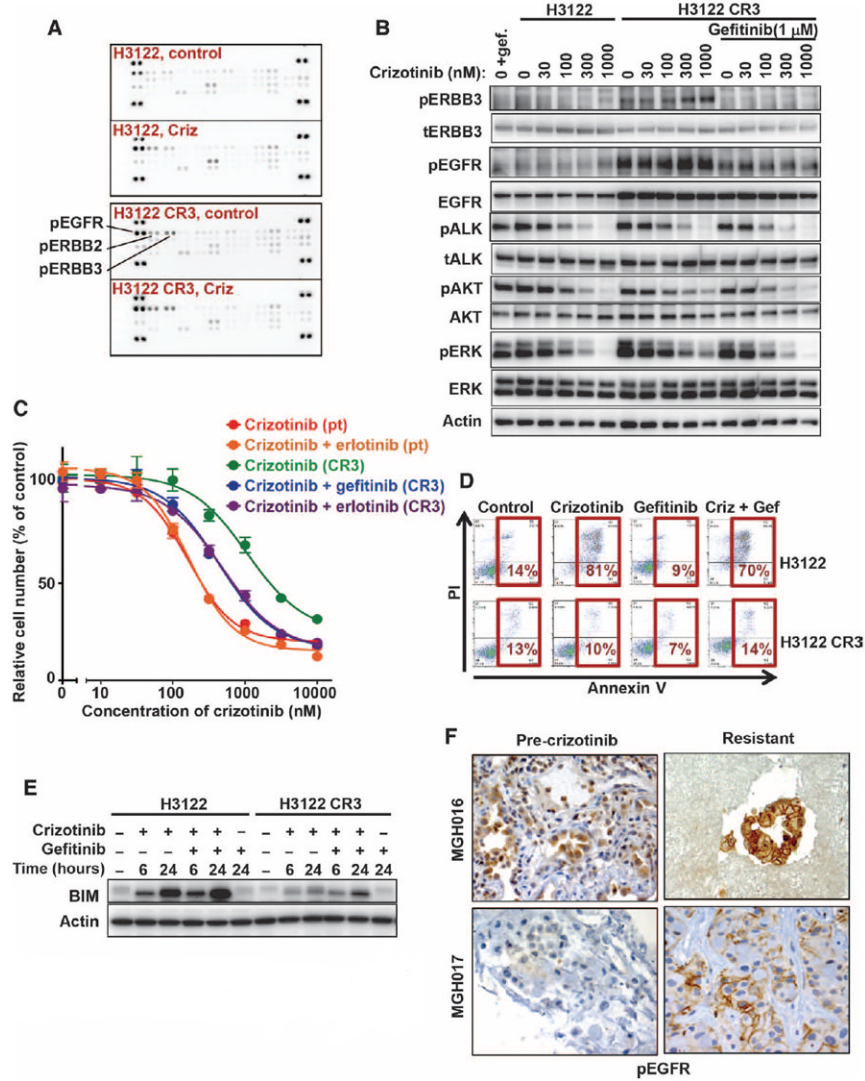 A
H3122, control
H3122, Criz
H3122 CR3, control
pEGFR
pERBB2
pERBB3
H3122 CR3, Criz
B
H3122
H3122 CR3
Gefitinib(1 μM)
Crizotinib (nM): 0 +gef. 0 30 100 300 1000 0 30 100 300 1000 0 30 100 300 1000
pERBB3
tERBB3
pEGFR
EGFR
pALK
tALK
pAKT
AKT
pERK
ERK
Actin
C
Crizotinib (pt)
Crizotinib + erlotinib (pt)
Crizotinib (CR3)
Crizotinib + gefitinib (CR3)
Crizotinib + erlotinib (CR3)
Relative cell number (% of control)
100
50
0
0 10 100 1000 10000
Concentration of crizotinib (nM)
D
Control Crizotinib Gefitinib Criz + Gef
PI
14% 81% 9% 70% H3122
13% 10% 7% 14% H3122 CR3
Annexin V
E
H3122 H3122 CR3
Crizotinib – + + + + – – + + + + –
Gefitinib – – – + + + – – – + + +
Time (hours) – 6 24 6 24 24 – 6 24 6 24 24
BIM
Actin
F
Pre-crizotinib Resistant
MGH016
MGH017
pEGFR